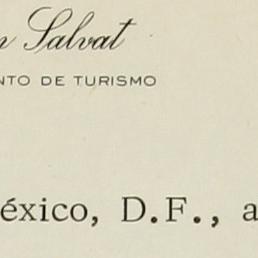 n Salvat
NTO DE TURISMO
éxico, D.F., a